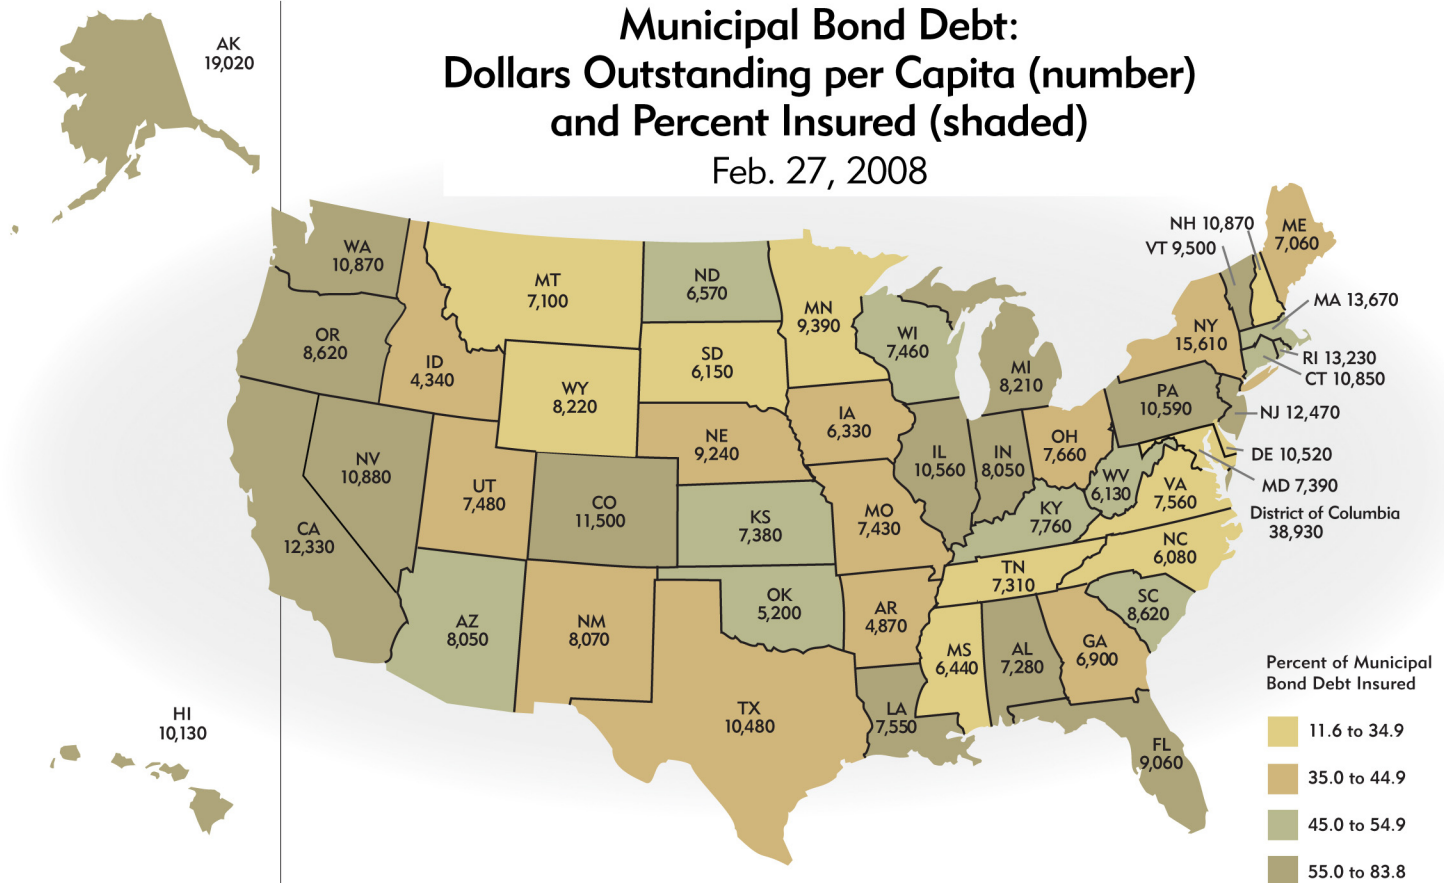 Municipal Bond Debt:
Dollars Outstanding per Capita (number)
and Percent Insured (shaded)
Feb. 27, 2008
AK
19,020
HI
10,130
WA
10,870
OR
8,620
CA
12,330
NV
10,880
ID
4,340
MT
7,100
WY
8,220
UT
7,480
CO
11,500
AZ
8,050
NM
8,070
ND
6,570
SD
6,150
NE
9,240
KS
7,380
OK
5,200
TX
10,480
MN
9,390
IA
6,330
MO
7,430
AR
4,870
LA
7,550
WI
7,460
IL
10,560
MI
8,210
IN
8,050
OH
7,660
KY
7,760
TN
7,310
MS
6,440
AL
7,280
GA
6,900
FL
9,060
SC
8,620
NC
6,080
VA
7,560
WV
6,130
PA
10,590
NY
15,610
VT 9,500
NH 10,870
ME
7,060
MA 13,670
RI 13,230
CT 10,850
NJ 12,470
DE 10,520
MD 7,390
District of Columbia
38,930
Percent of Municipal
Bond Debt Insured
11.6 to 34.9
35.0 to 44.9
45.0 to 54.9
55.0 to 83.8